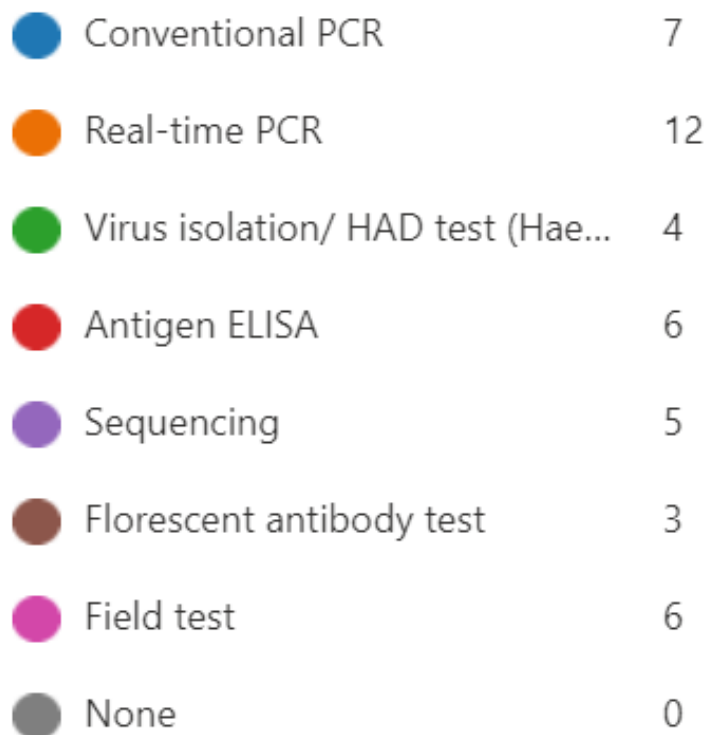 Conventional PCR 7
Real-time PCR 12
Virus isolation/ HAD test (Hae... 4
Antigen ELISA 6
Sequencing 5
Florescent antibody test 3
Field test 6
None 0